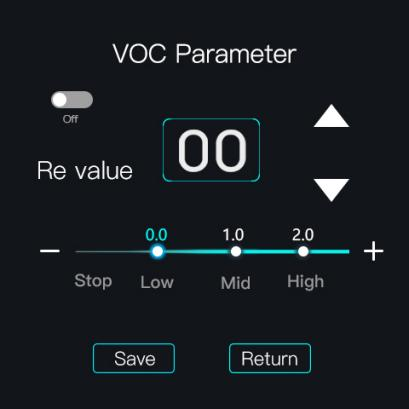 VOC Parameter
Off
00
Re value
0.0 1.0 2.0
− +
Stop Low Mid High
Save Return